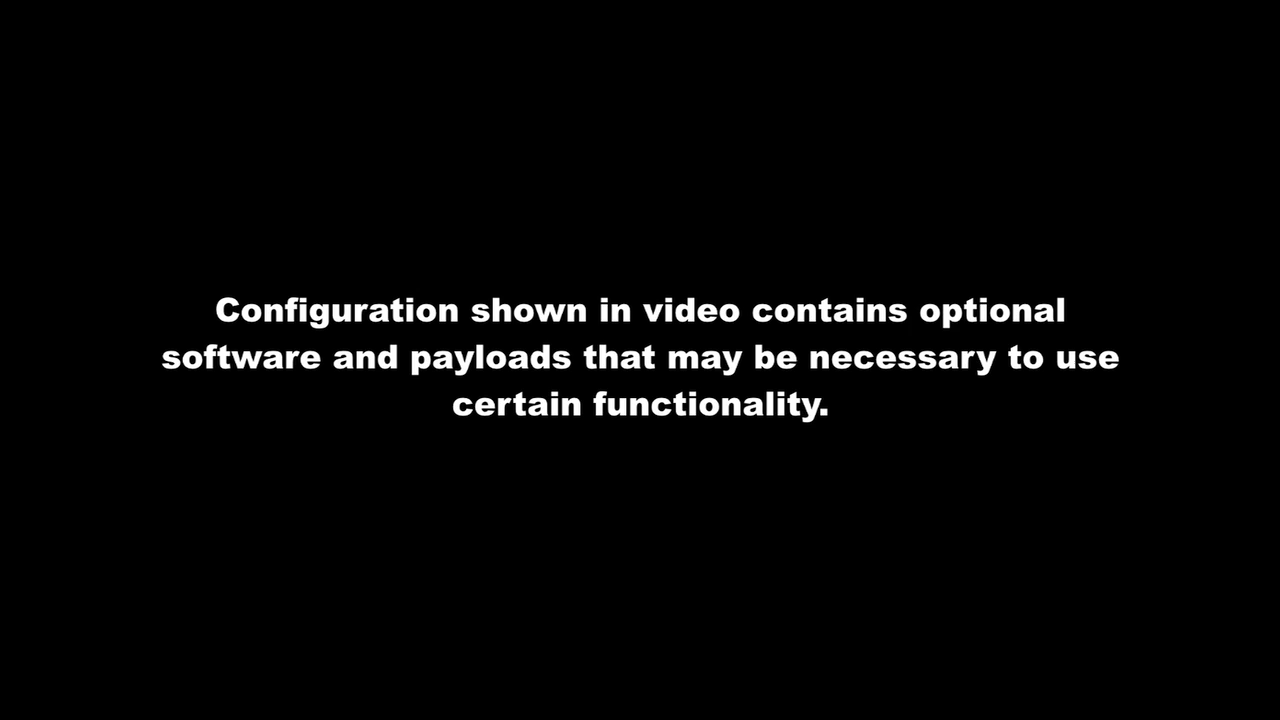 Configuration shown in video contains optional
software and payloads that may be necessary to use
certain functionality.